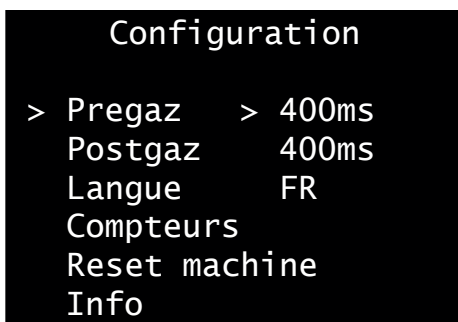 Configuration
> Pregaz > 400ms
Postgaz 400ms
Langue FR
Compteurs
Reset machine
Info